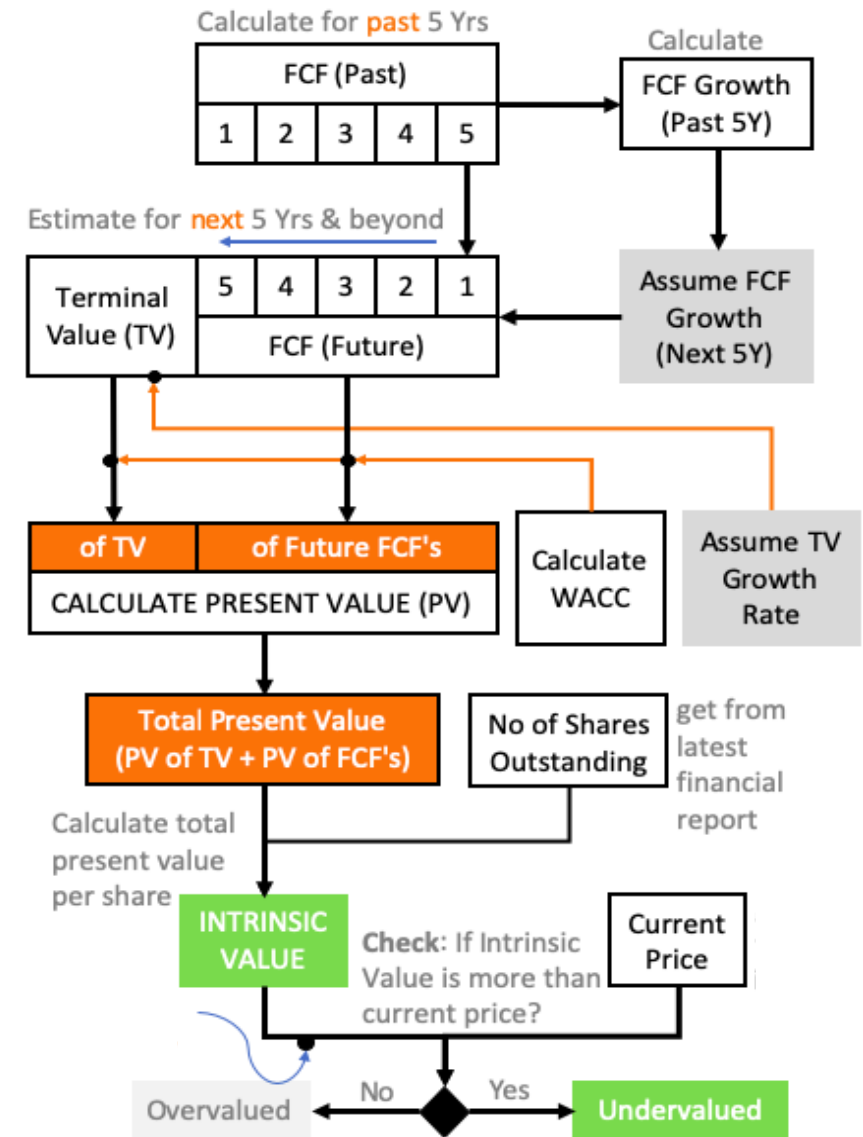 Calculate for past 5 Yrs
FCF (Past)
1 2 3 4 5
Calculate
FCF Growth
(Past 5Y)
Estimate for next 5 Yrs & beyond
Terminal
Value (TV)
5 4 3 2 1
FCF (Future)
Assume FCF
Growth
(Next 5Y)
of TV
of Future FCF's
CALCULATE PRESENT VALUE (PV)
Calculate
WACC
Assume TV
Growth
Rate
Total Present Value
(PV of TV + PV of FCF's)
No of Shares
Outstanding
get from
latest
financial
report
Calculate total
present value
per share
INTRINSIC
VALUE
Check: If Intrinsic
Value is more than
current price?
Current
Price
Overvalued
No
Yes
Undervalued